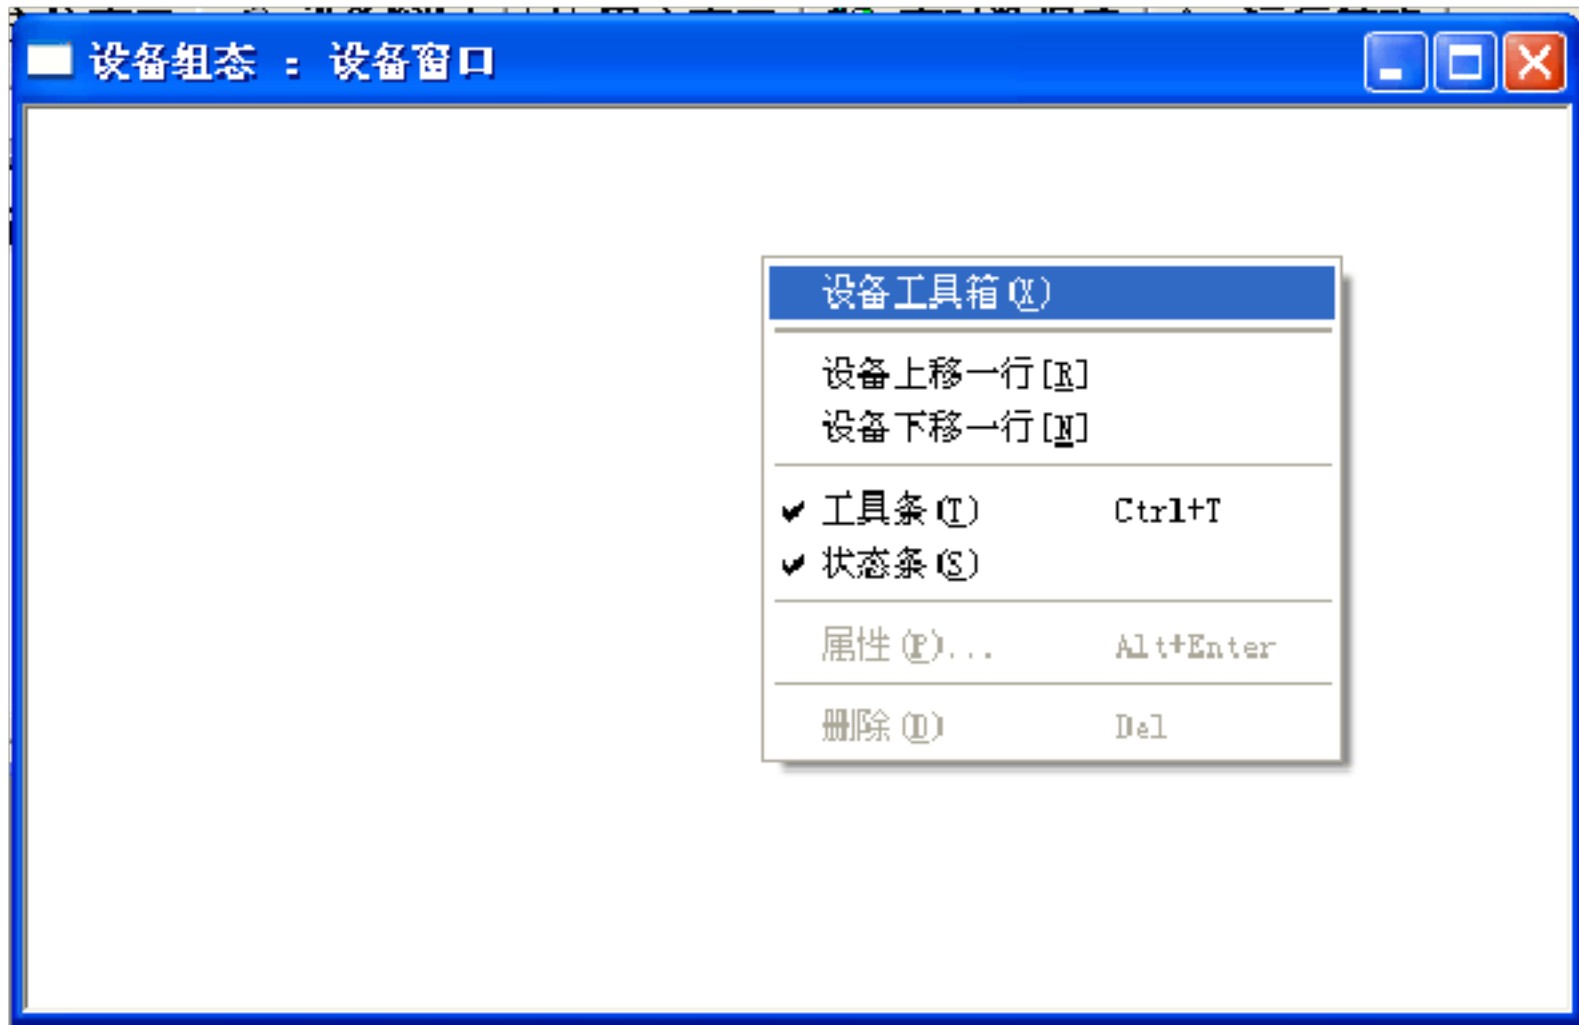 设备组态 : 设备窗口
设备工具箱(X)
设备上移一行[R]
设备下移一行[N]
工具条(T) Ctrl+T
状态条(S)
属性(P)... Alt+Enter
删除(D) Del